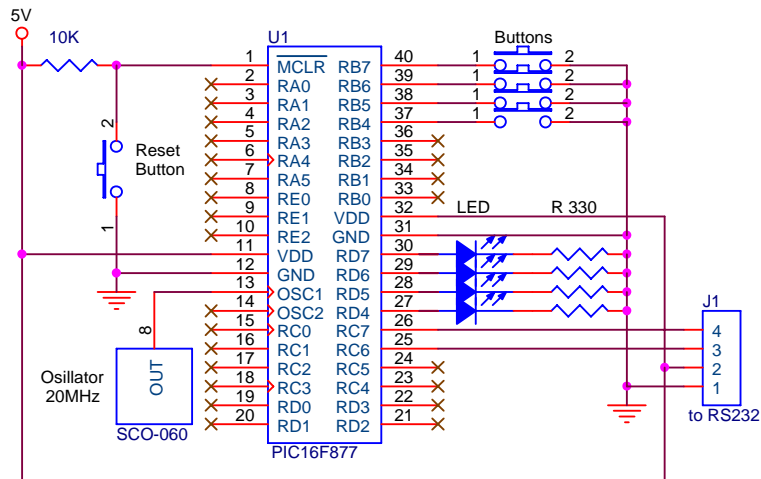 5V
10K
2
Reset
Button
1
U1
1 MCLR RB7 40
2 RA0 RB6 39
3 RA1 RB5 38
4 RA2 RB4 37
5 RA3 RB3 36
6 RA4 RB2 35
7 RA5 RB1 34
8 RE0 RB0 33
9 RE1 VDD 32
10 RE2 GND 31
11 VDD RD7 30
12 GND RD6 29
13 OSC1 RD5 28
14 OSC2 RD4 27
15 RC0 RC7 26
16 RC1 RC6 25
17 RC2 RC5 24
18 RC3 RC4 23
19 RD0 RD3 22
20 RD1 RD2 21
PIC16F877
Buttons
1 2
1 2
1 2
1 2
LED R 330
8
OUT
Osillator
20MHz
SCO-060
J1
4
3
2
1
to RS232